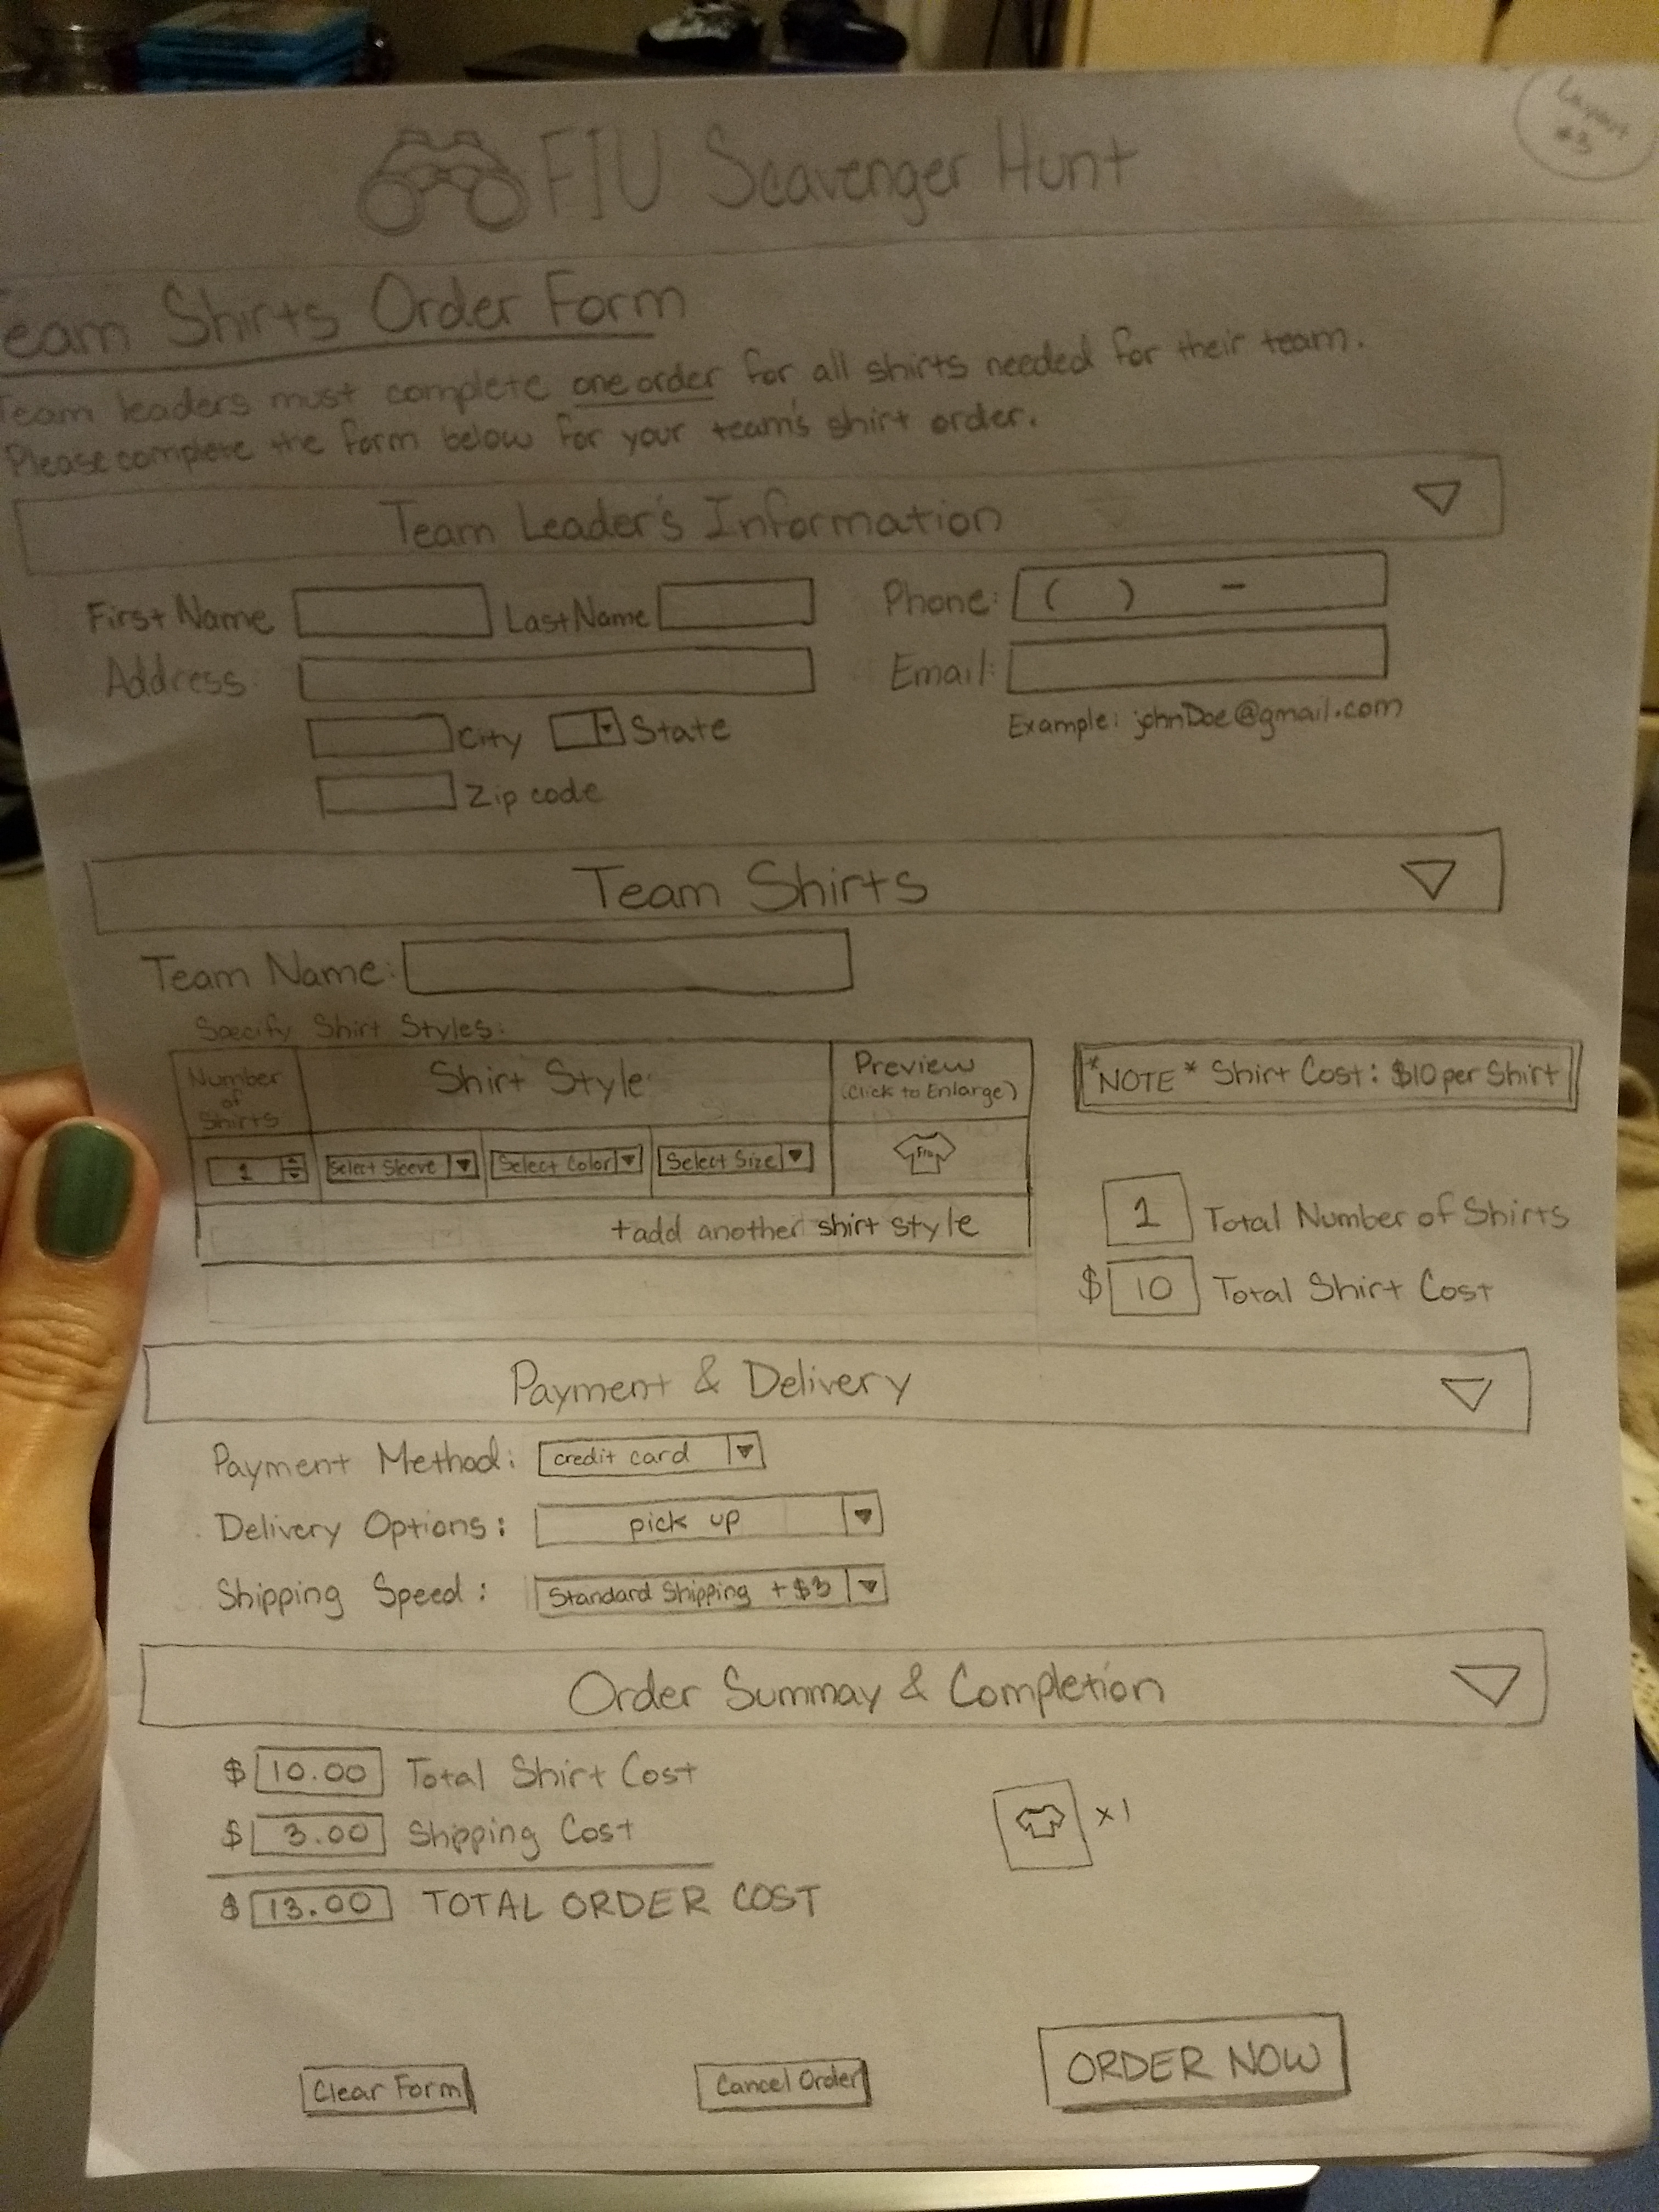 Layout
#3
FIU Scavenger Hunt
eam Shirts Order Form
Team leaders must complete one order for all shirts needed for their team.
Please complete the form below for your team's shirt order.
Team Leader's Information
First Name Last Name Phone: ( ) -
Address: Email:
City State Example: johnDoe@gmail.com
Zip code
Team Shirts
Team Name:
Specify Shirt Styles:
Number of Shirts Shirt Style Preview (Click to Enlarge)
*NOTE* Shirt Cost: $10 per Shirt
1 Select Sleeve Select Color Select Size FIU
+add another shirt style
1 Total Number of Shirts
$ 10 Total Shirt Cost
Payment & Delivery
Payment Method: credit card
Delivery Options: pick up
Shipping Speed: Standard Shipping +$3
Order Summay & Completion
$ 10.00 Total Shirt Cost
$ 3.00 Shipping Cost
x1
$ 13.00 TOTAL ORDER COST
Clear Form Cancel Order ORDER NOW